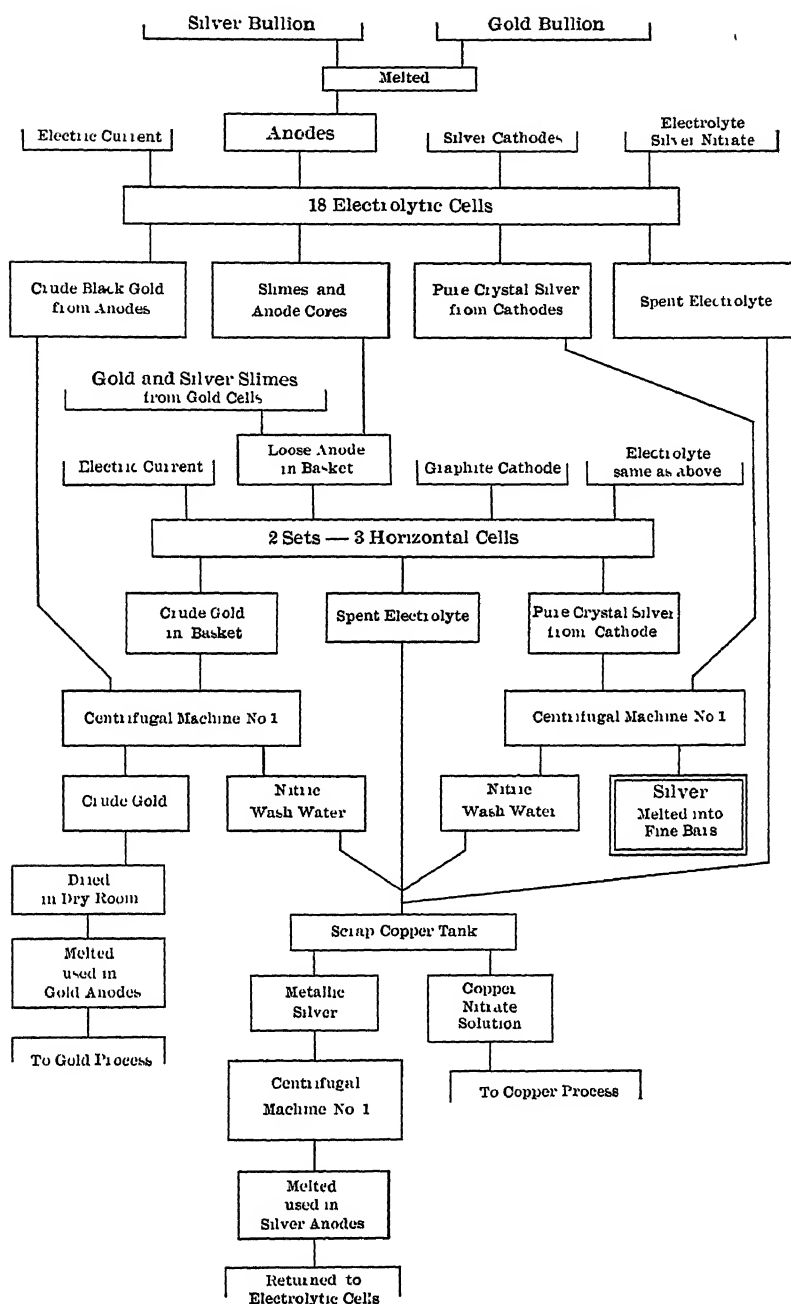 Silver Bullion
Gold Bullion
Melted
Electric Current
Anodes
Silver Cathodes
Electrolyte
Silver Nitrate
18 Electrolytic Cells
Crude Black Gold
from Anodes
Slimes and
Anode Cores
Pure Crystal Silver
from Cathodes
Spent Electrolyte
Gold and Silver Slimes
from Gold Cells
Electric Current
Loose Anode
in Basket
Graphite Cathode
Electrolyte
same as above
2 Sets — 3 Horizontal Cells
Crude Gold
in Basket
Spent Electrolyte
Pure Crystal Silver
from Cathode
Centrifugal Machine No 1
Centrifugal Machine No 1
Crude Gold
Nitric
Wash Water
Nitric
Wash Water
Silver
Melted into
Fine Bars
Dried
in Dry Room
Scrap Copper Tank
Melted
used in
Gold Anodes
Metallic
Silver
Copper
Nitrate
Solution
To Gold Process
Centrifugal
Machine No 1
To Copper Process
Melted
used in
Silver Anodes
Returned to
Electrolytic Cells